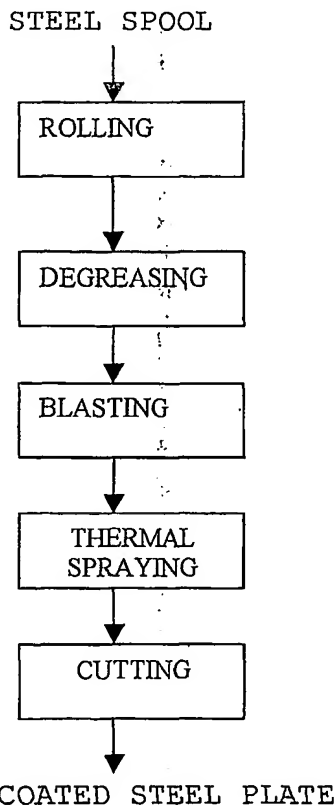 STEEL SPOOL
ROLLING
DEGREASING
BLASTING
THERMAL
SPRAYING
CUTTING
COATED STEEL PLATE